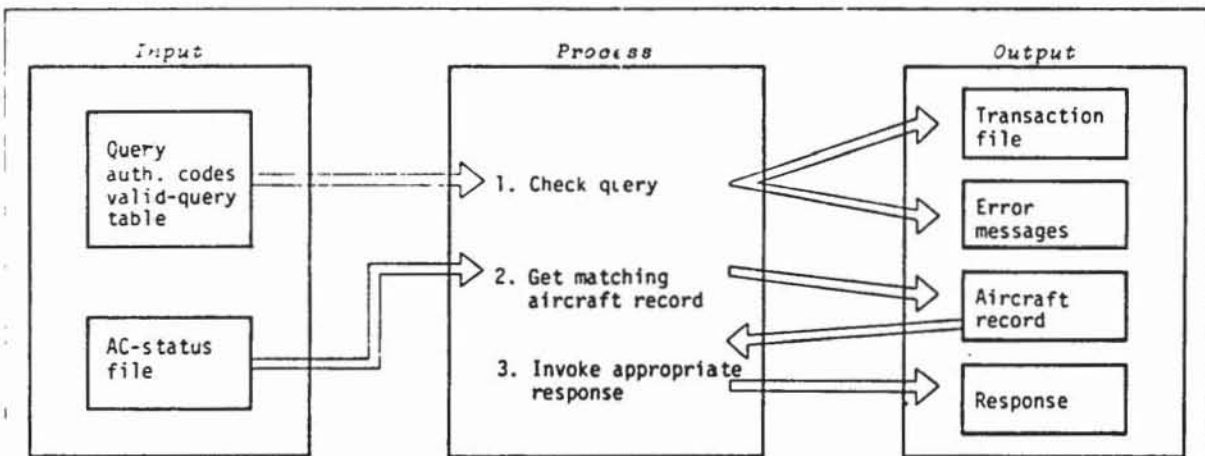 Input
Process
Output
Query
auth. codes
valid-query
table
AC-status
file
1. Check query
2. Get matching
aircraft record
3. Invoke appropriate
response
Transaction
file
Error
messages
Aircraft
record
Response